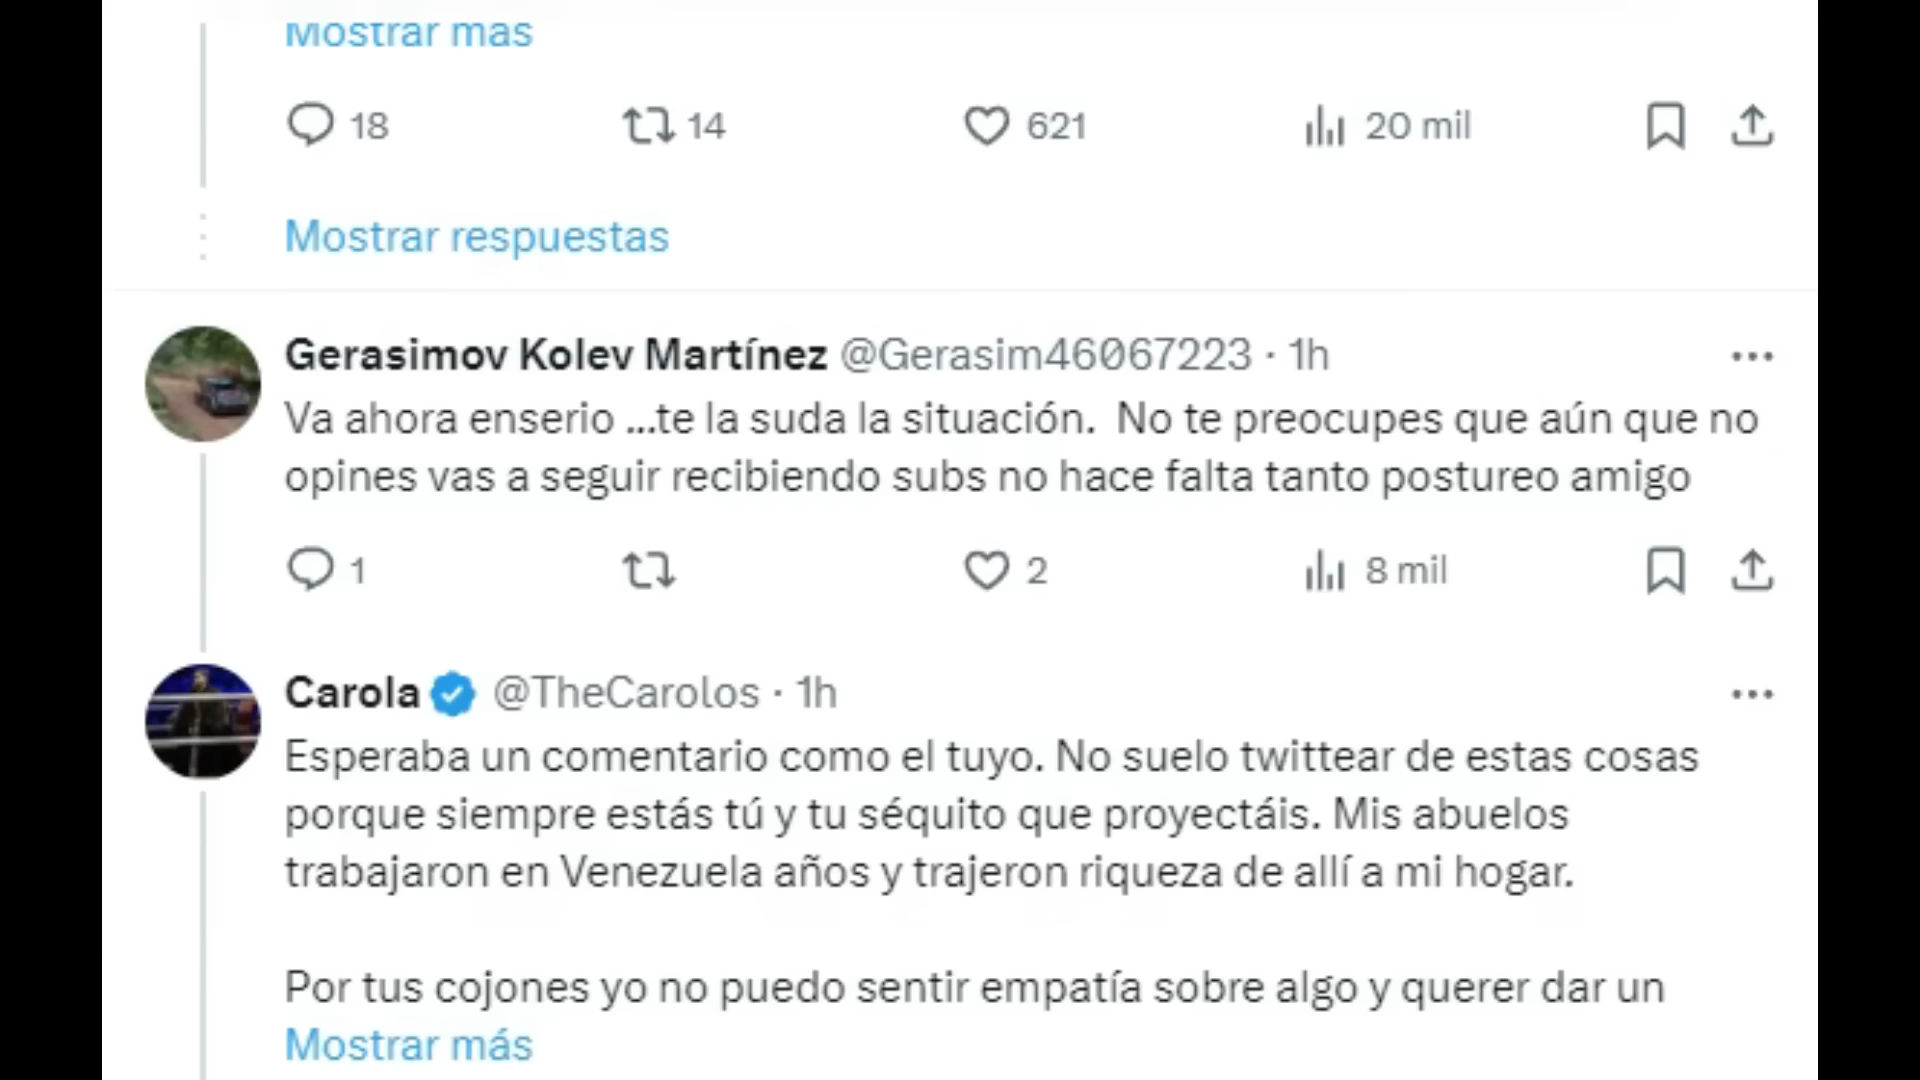 Mostrar más
18 14 621 20 mil
Mostrar respuestas
Gerasimov Kolev Martínez @Gerasim46067223 · 1h
Va ahora enserio ...te la suda la situación. No te preocupes que aún que no
opines vas a seguir recibiendo subs no hace falta tanto postureo amigo
1 2 8 mil
Carola @TheCarolos · 1h
Esperaba un comentario como el tuyo. No suelo twittear de estas cosas
porque siempre estás tú y tu séquito que proyectáis. Mis abuelos
trabajaron en Venezuela años y trajeron riqueza de allí a mi hogar.
Por tus cojones yo no puedo sentir empatía sobre algo y querer dar un
Mostrar más